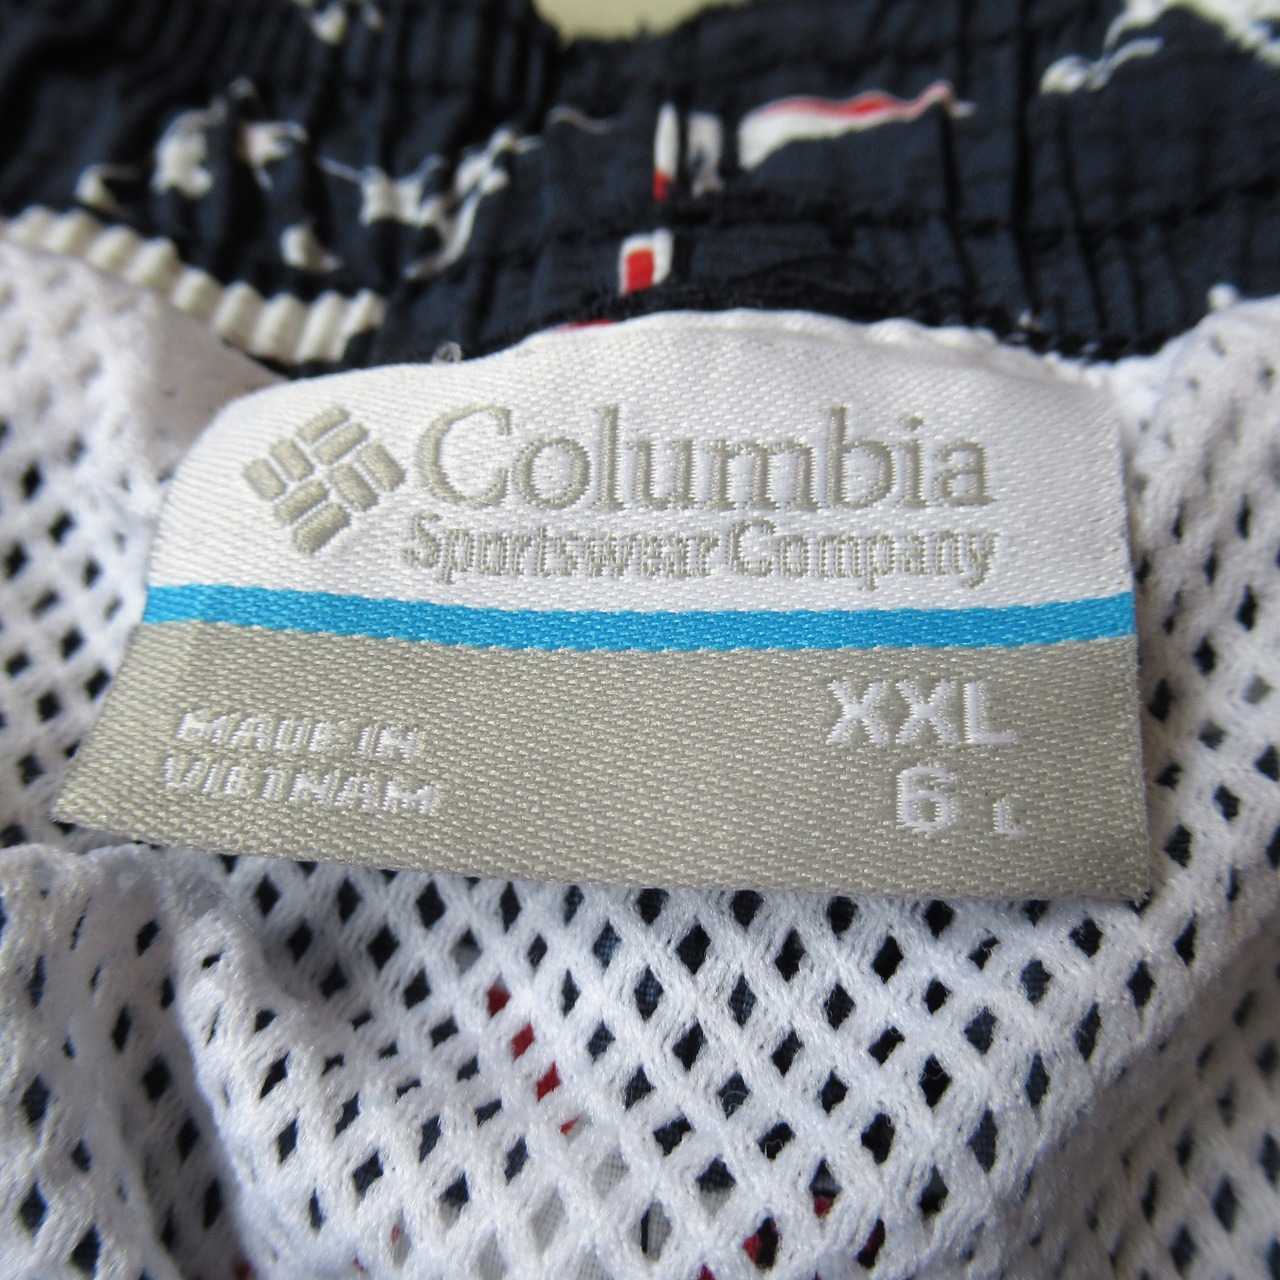 Columbia
Sportswear Company
XXL
MADE IN
VIETNAM
6 L